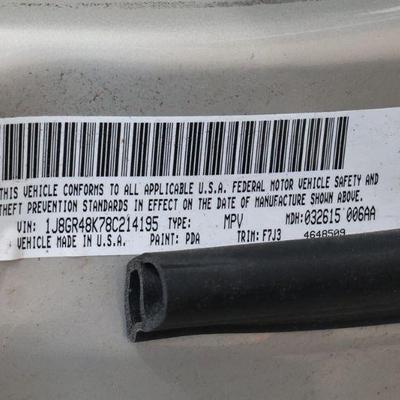 THIS VEHICLE CONFORMS TO ALL APPLICABLE U.S.A. FEDERAL MOTOR VEHICLE SAFETY AND
THEFT PREVENTION STANDARDS IN EFFECT ON THE DATE OF MANUFACTURE SHOWN ABOVE.
VIN: 1J8GR48K78C214195 TYPE: MPV MDH: 032615 006AA
VEHICLE MADE IN U.S.A. PAINT: PDA TRIM: F7J3 4648509